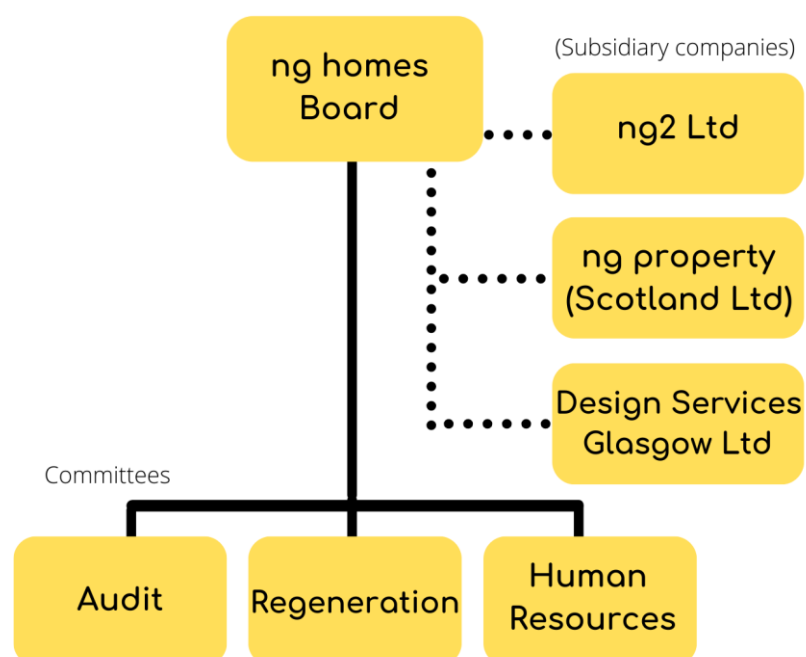 ng homes
Board
(Subsidiary companies)
ng2 Ltd
ng property
(Scotland Ltd)
Design Services
Glasgow Ltd
Committees
Audit
Regeneration
Human
Resources